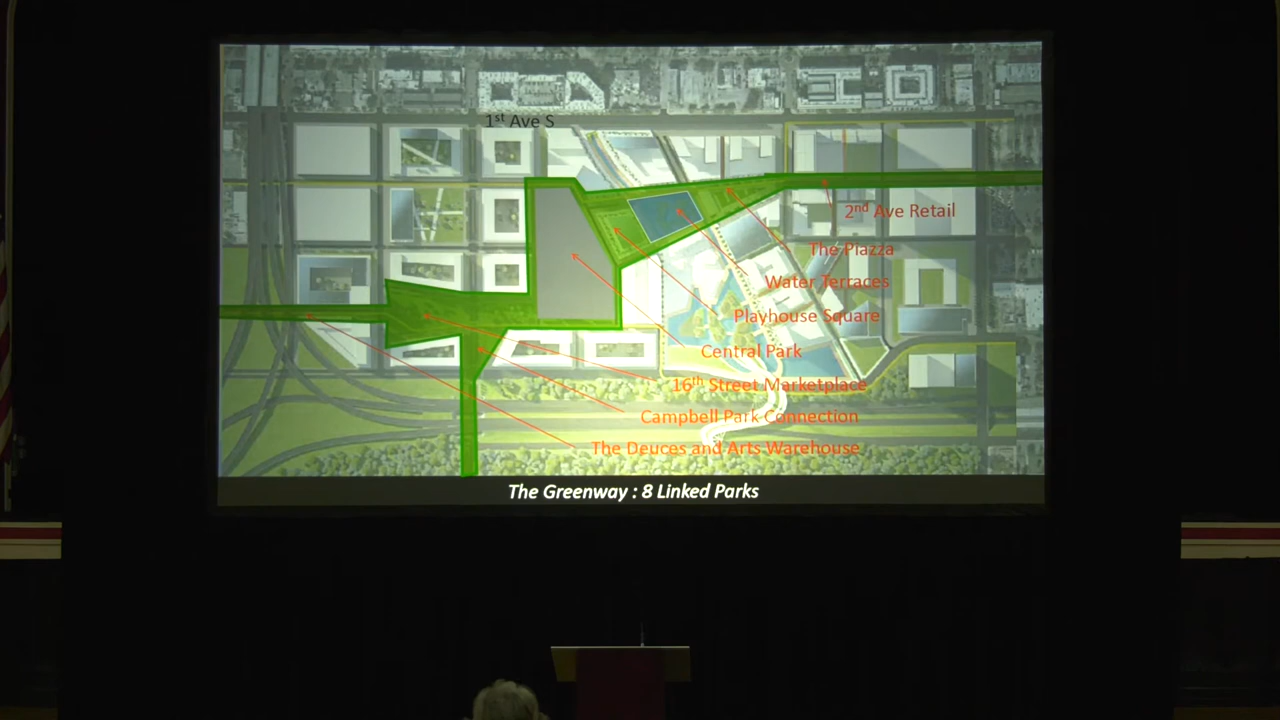 1st Ave S
2nd Ave Retail
The Piazza
Water Terraces
Playhouse Square
Central Park
16th Street Marketplace
Campbell Park Connection
The Deuces and Arts Warehouse
The Greenway : 8 Linked Parks